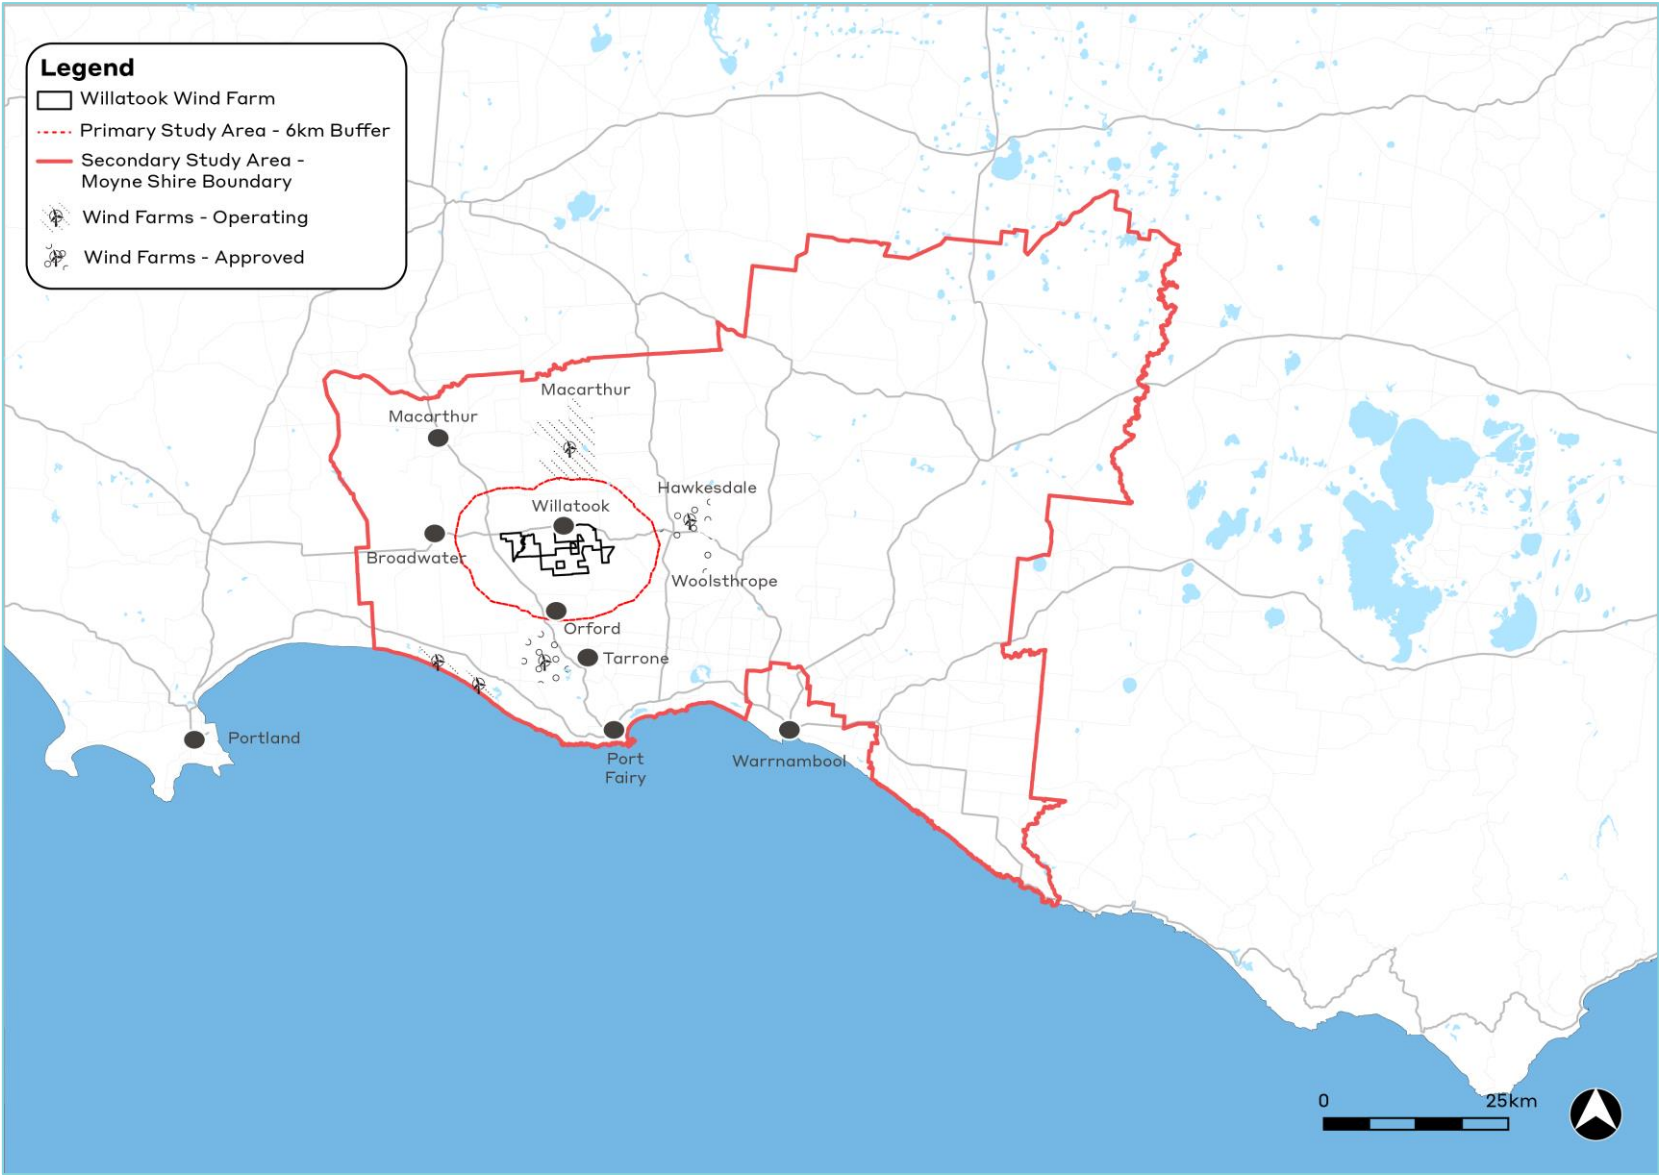 Legend
Willatook Wind Farm
Primary Study Area - 6km Buffer
Secondary Study Area -
Moyne Shire Boundary
Wind Farms - Operating
Wind Farms - Approved
Macarthur
Macarthur
Hawkesdale
Willatook
Broadwater
Woolsthrope
Orford
Tarrone
Portland
Port
Fairy
Warrnambool
0
25km